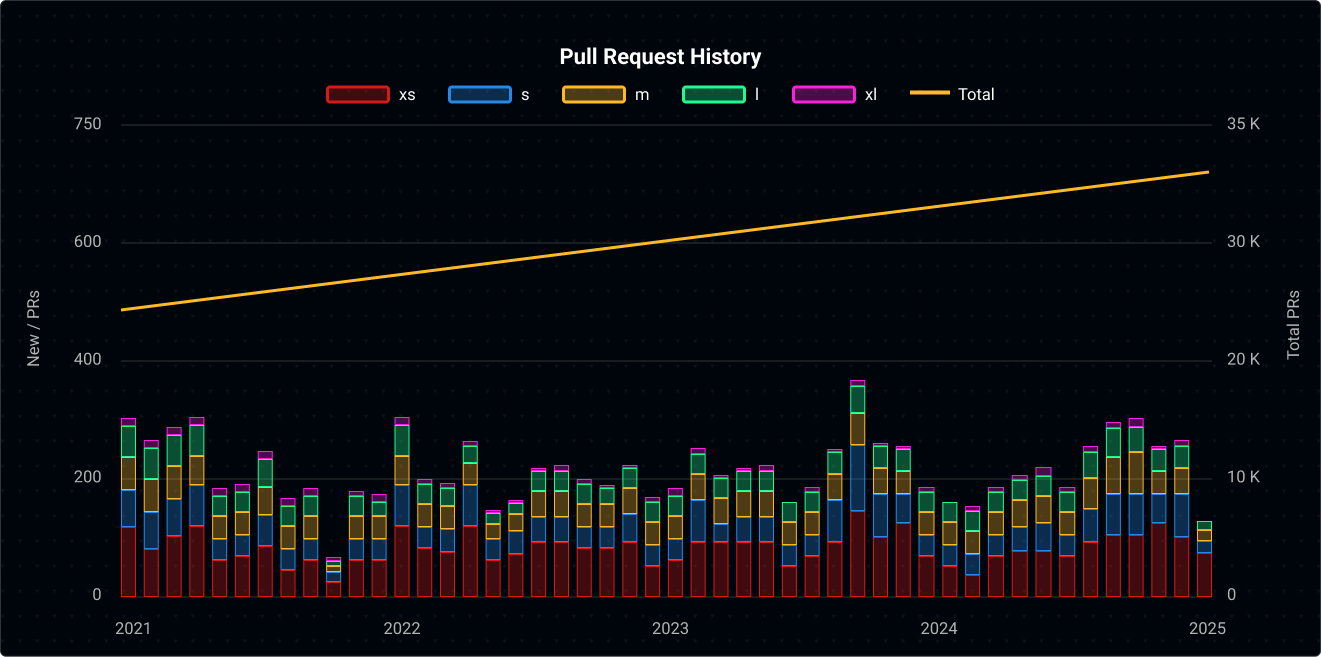 Pull Request History
xs s m l xl Total
750 35 K
600 30 K
400 20 K
200 10 K
0 0
New / PRs
Total PRs
2021 2022 2023 2024 2025